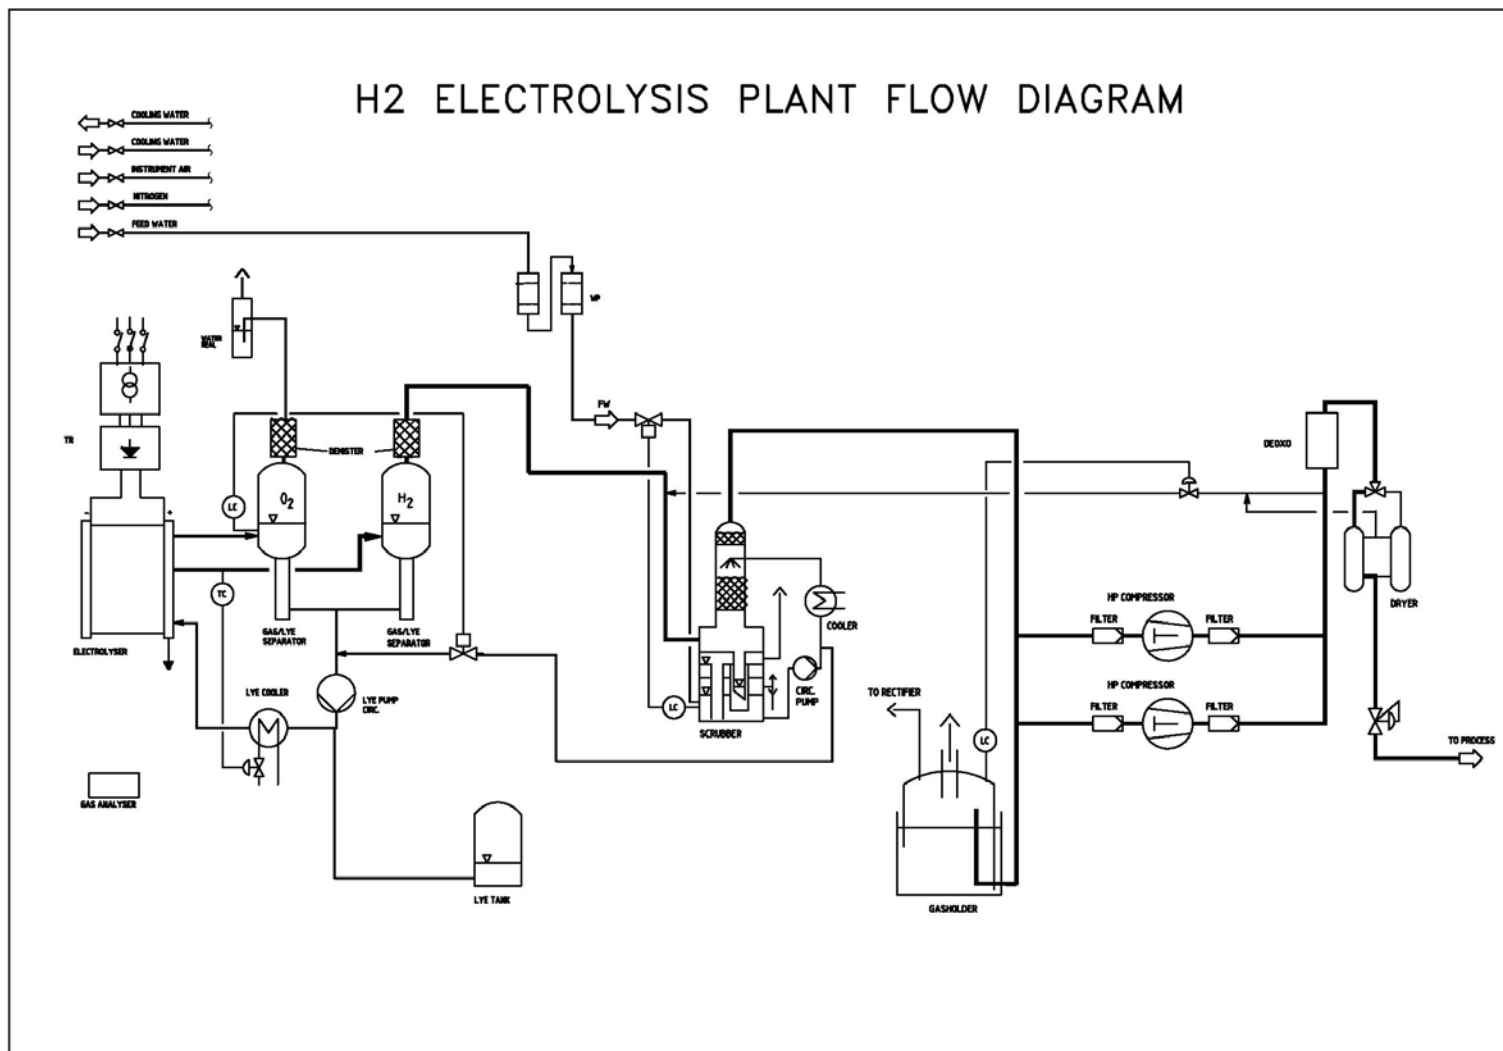 H2 ELECTROLYSIS PLANT FLOW DIAGRAM
COOLING WATER
COOLING WATER
INSTRUMENT AIR
NITROGEN
FEED WATER
WP
WATER
SEAL
FW
TR
DEMISTER
DEOXO
O2
H2
LC
- +
TC
HP COMPRESSOR
FILTER
FILTER
DRYER
GAS/LYE
SEPARATOR
GAS/LYE
SEPARATOR
COOLER
ELECTROLYSER
LYE COOLER
LYE PUMP
CIRC.
CIRC.
PUMP
LC
SCRUBBER
TO RECTIFIER
HP COMPRESSOR
FILTER
FILTER
LC
TO PROCESS
GAS ANALYSER
LYE TANK
GASHOLDER